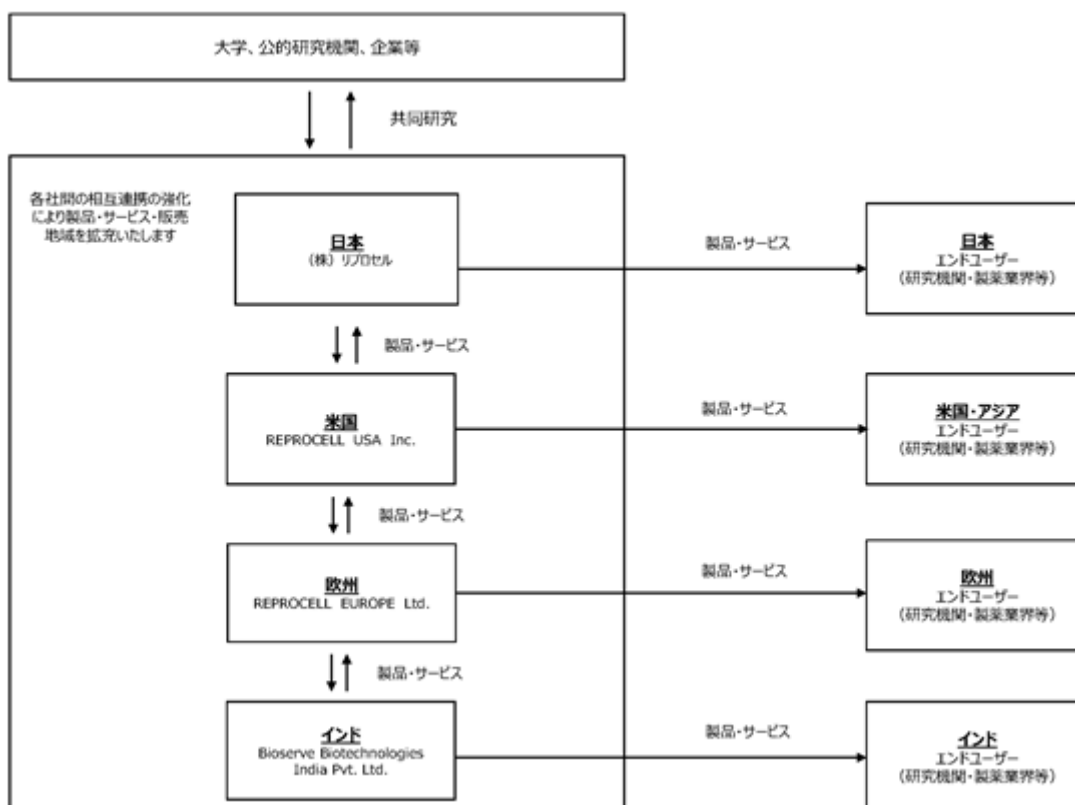 大学、公的研究機関、企業等
共同研究
各社間の相互連携の強化
により製品・サービス・販売
地域を拡充いたします
日本
(株) リプロセル
製品・サービス
日本
エンドユーザー
(研究機関・製薬業界等)
製品・サービス
米国
REPROCELL USA Inc.
製品・サービス
米国・アジア
エンドユーザー
(研究機関・製薬業界等)
製品・サービス
欧州
REPROCELL EUROPE Ltd.
製品・サービス
欧州
エンドユーザー
(研究機関・製薬業界等)
製品・サービス
インド
Bioserve Biotechnologies
India Pvt. Ltd.
製品・サービス
インド
エンドユーザー
(研究機関・製薬業界等)